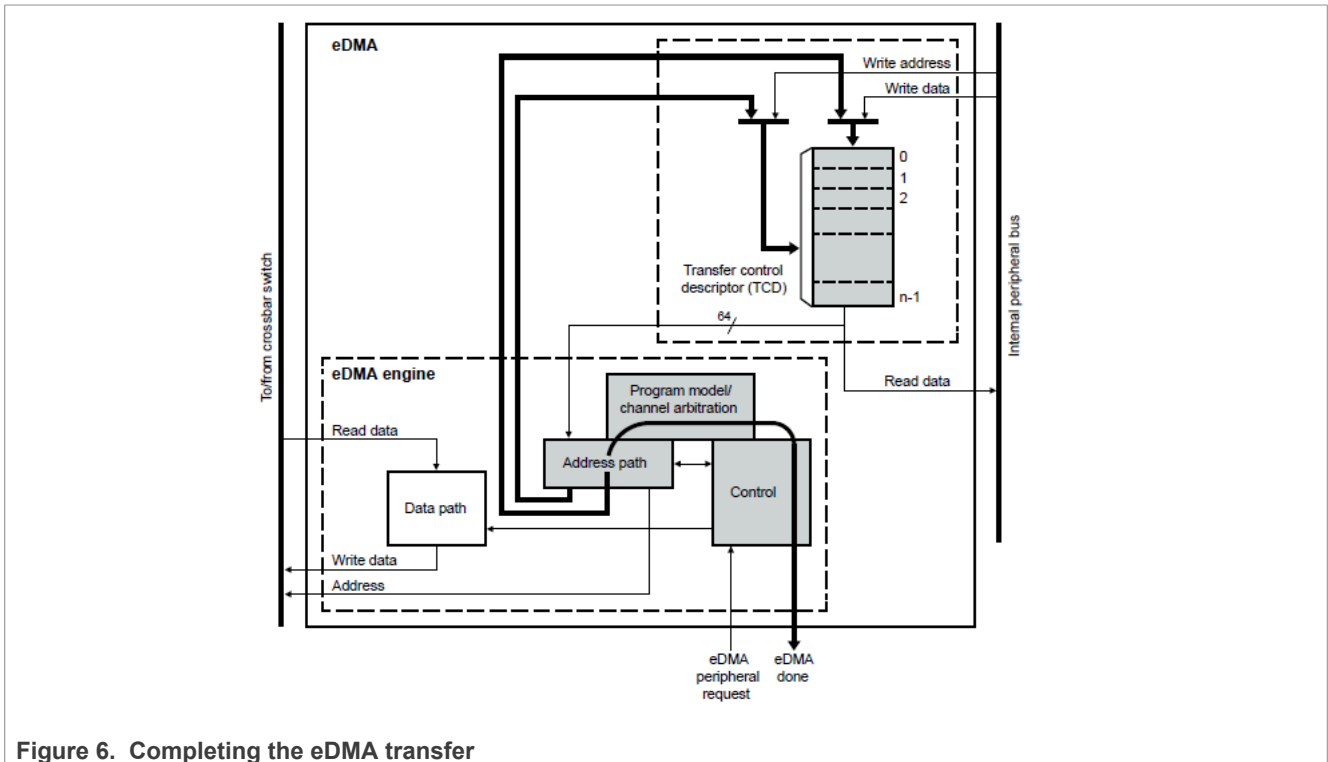 eDMA
Write address
Write data
0
1
2
n-1
Transfer control
descriptor (TCD)
64
To/from crossbar switch
Internal peripheral bus
Read data
eDMA engine
Program model/
channel arbitration
Read data
Address path
Control
Data path
Write data
Address
eDMA
peripheral
request
eDMA
done
Figure 6. Completing the eDMA transfer